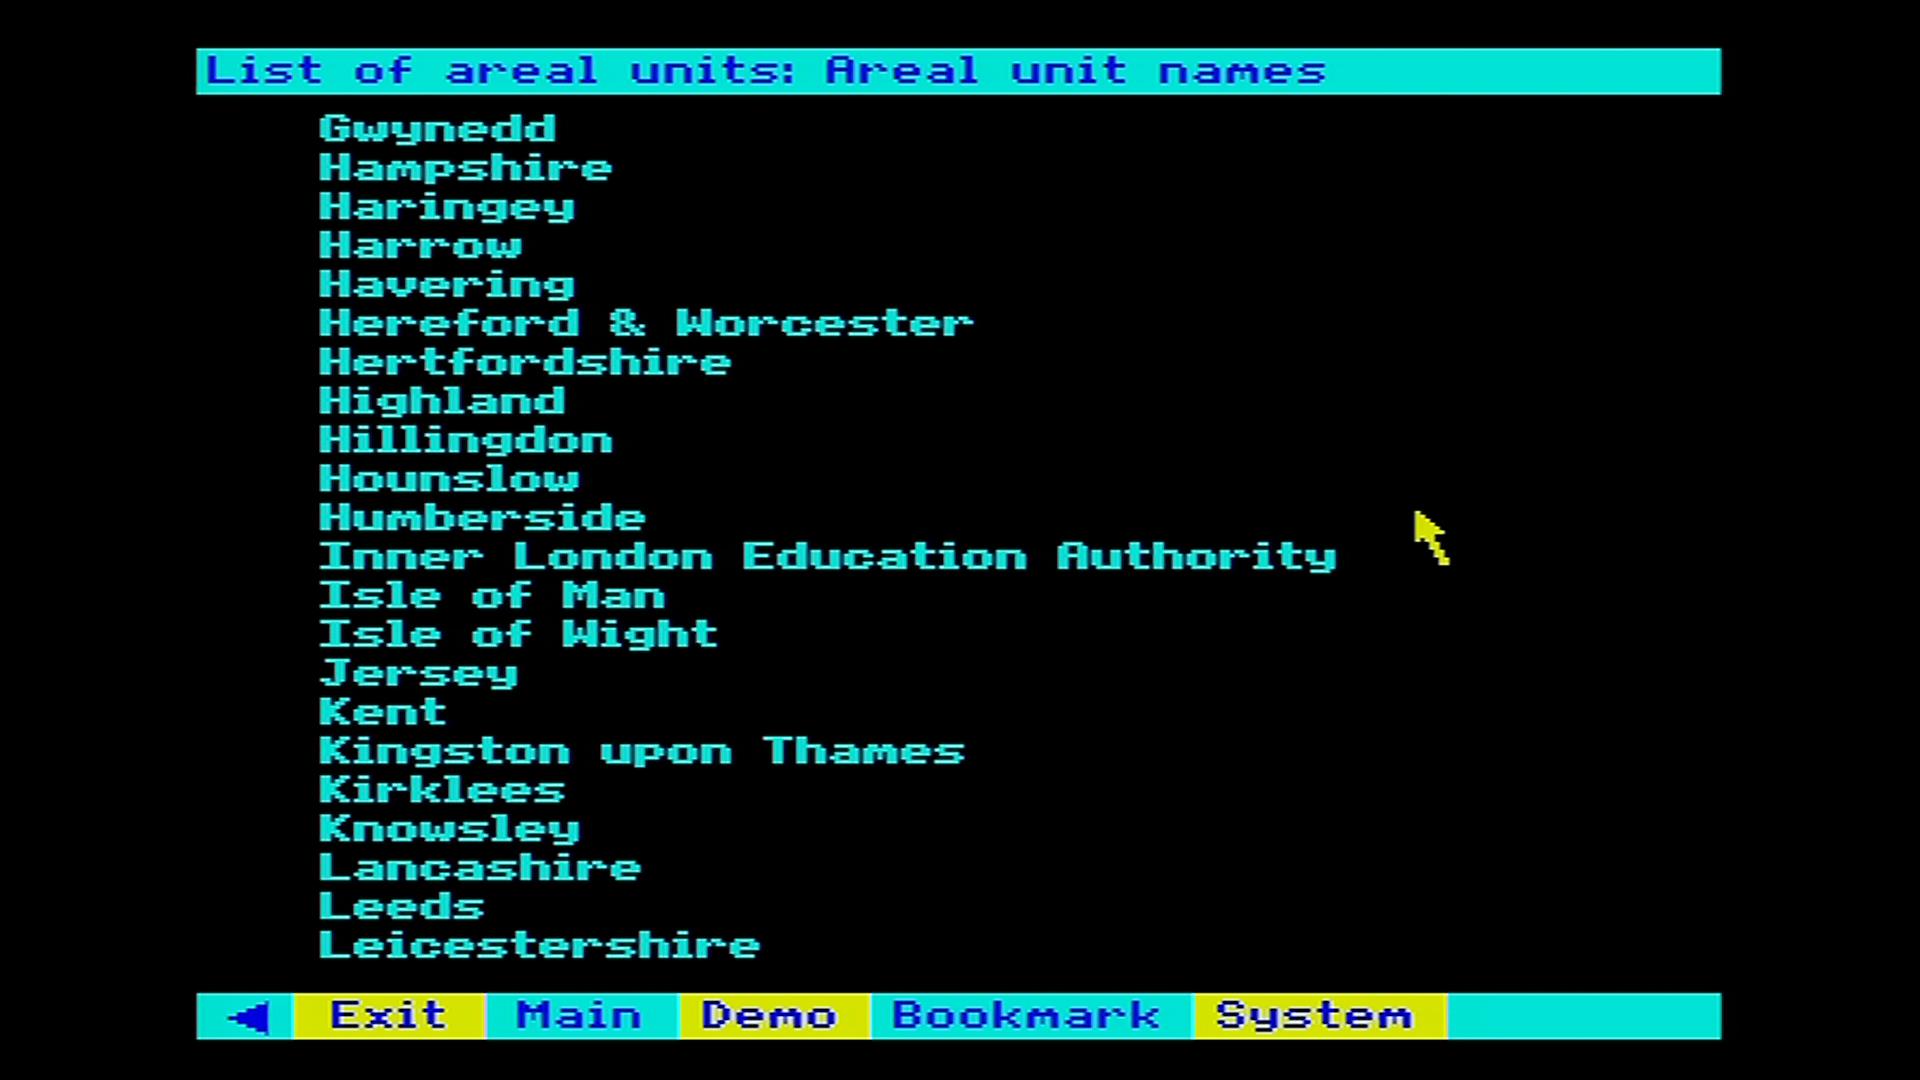 List of areal units: Areal unit names
Gwynedd
Hampshire
Haringey
Harrow
Havering
Hereford & Worcester
Hertfordshire
Highland
Hillingdon
Hounslow
Humberside
Inner London Education Authority
Isle of Man
Isle of Wight
Jersey
Kent
Kingston upon Thames
Kirklees
Knowsley
Lancashire
Leeds
Leicestershire
Exit Main Demo Bookmark System